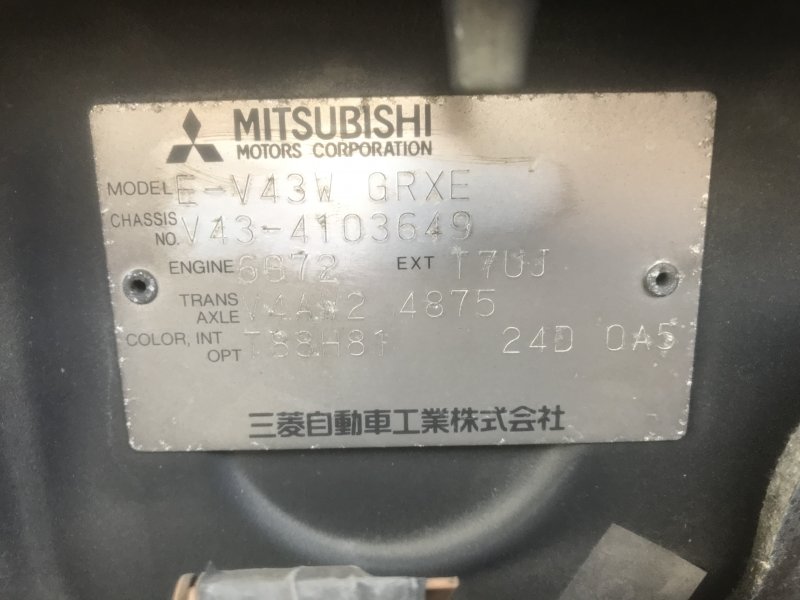 MITSUBISHI
MOTORS CORPORATION
MODEL E-V43W GRXE
CHASSIS NO. V43-4103649
ENGINE 6G72 EXT T7UJ
TRANS AXLE V4AW2 4875
COLOR, INT OPT T88H81 24D 0A5
三菱自動車工業株式会社